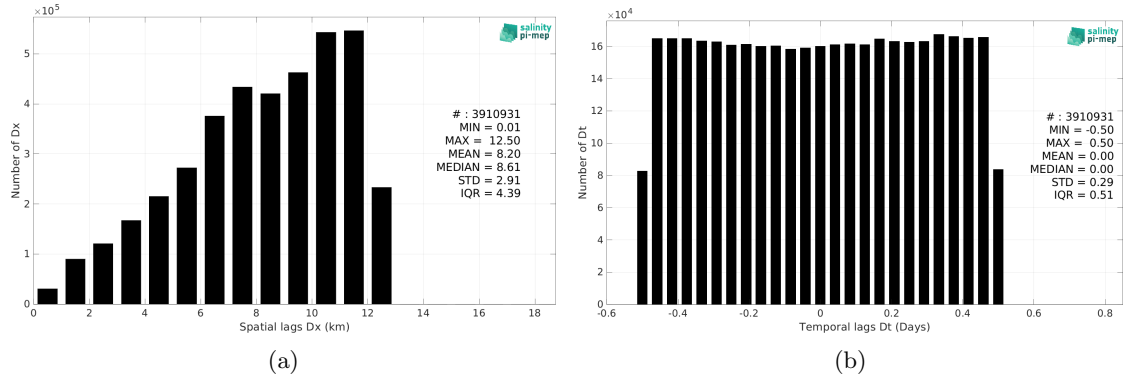 ×10^5
salinity
pi-mep
5
4
3
2
1
0
Number of Dx
# : 3910931
MIN = 0.01
MAX = 12.50
MEAN = 8.20
MEDIAN = 8.61
STD = 2.91
IQR = 4.39
0 2 4 6 8 10 12 14 16 18
Spatial lags Dx (km)
(a)
×10^4
salinity
pi-mep
16
14
12
10
8
6
4
2
0
Number of Dt
# : 3910931
MIN = -0.50
MAX = 0.50
MEAN = 0.00
MEDIAN = 0.00
STD = 0.29
IQR = 0.51
-0.6 -0.4 -0.2 0 0.2 0.4 0.6 0.8
Temporal lags Dt (Days)
(b)